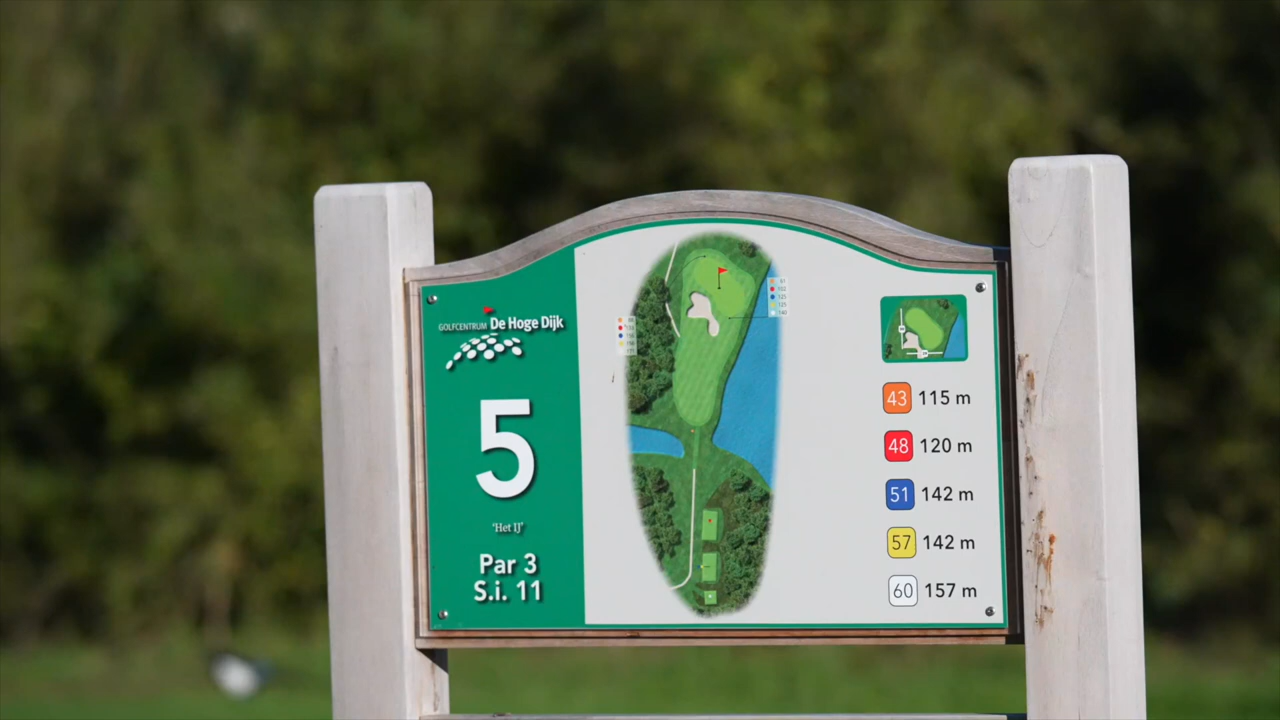 GOLFCENTRUM De Hoge Dijk
5
'Het IJ'
Par 3
S.i. 11
43 115 m
48 120 m
51 142 m
57 142 m
60 157 m